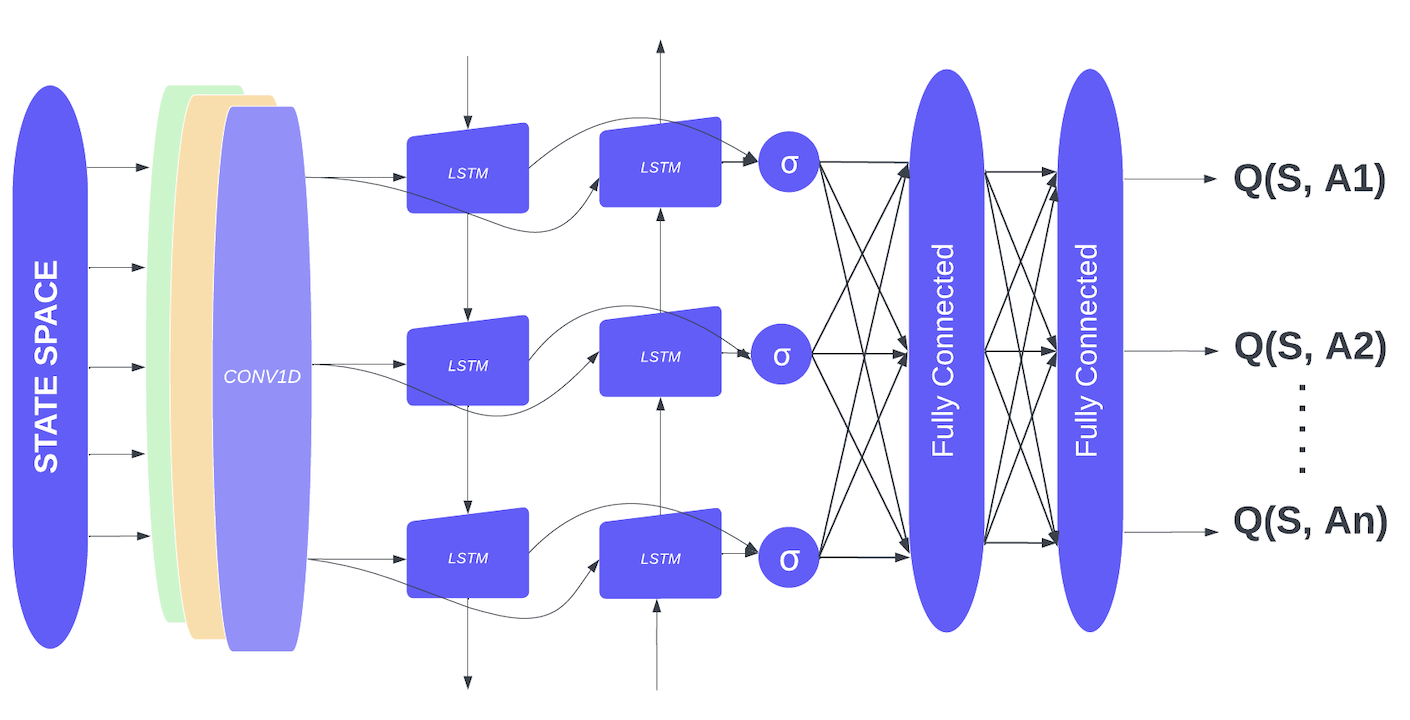 STATE SPACE
CONV1D
LSTM
LSTM
σ
LSTM
LSTM
σ
LSTM
LSTM
σ
Fully Connected
Fully Connected
Q(S, A1)
Q(S, A2)
Q(S, An)